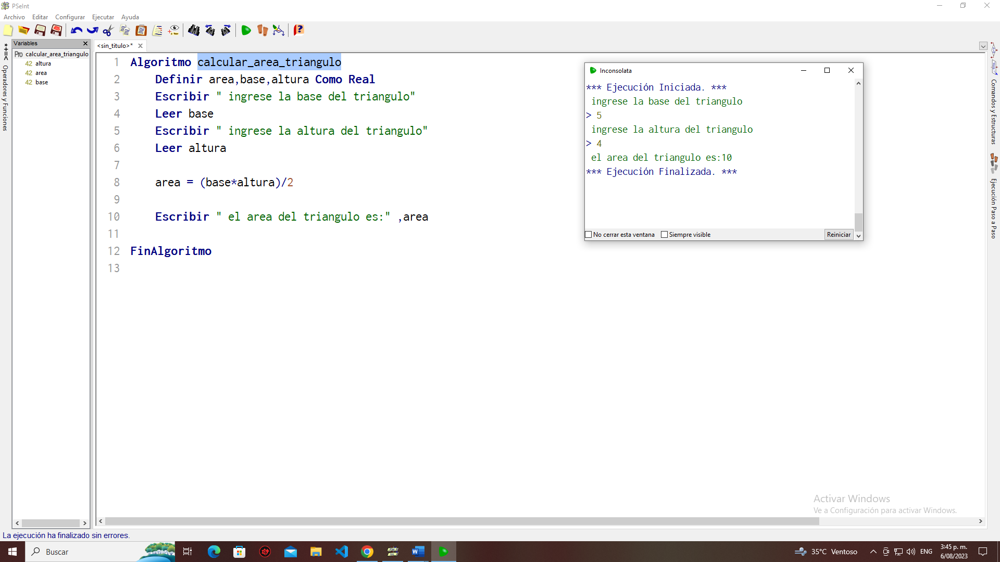 PSeInt
Archivo Editar Configurar Ejecutar Ayuda
Variables
<sin_titulo>*
calcular_area_triangulo
42 altura
42 area
42 base
*+=<
Operadores y Funciones
1 Algoritmo calcular_area_triangulo
2 Definir area,base,altura Como Real
3 Escribir " ingrese la base del triangulo"
4 Leer base
5 Escribir " ingrese la altura del triangulo"
6 Leer altura
7
8 area = (base*altura)/2
9
10 Escribir " el area del triangulo es:" ,area
11
12 FinAlgoritmo
13
Inconsolata
*** Ejecución Iniciada. ***
ingrese la base del triangulo
> 5
ingrese la altura del triangulo
> 4
el area del triangulo es:10
*** Ejecución Finalizada. ***
No cerrar esta ventana Siempre visible Reiniciar
Comandos y Estructuras
Ejecución Paso a Paso
Activar Windows
Ve a Configuración para activar Windows.
La ejecución ha finalizado sin errores.
Buscar
35°C Ventoso
ENG
3:45 p. m.
6/08/2023